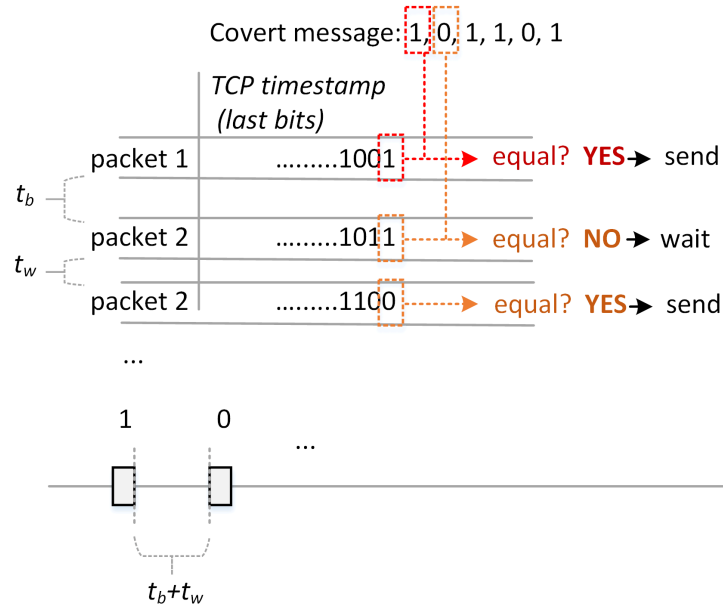 Covert message: 1, 0, 1, 1, 0, 1
TCP timestamp
(last bits)
packet 1 .........1001 equal? YES send
t_b
packet 2 .........1011 equal? NO wait
t_w
packet 2 .........1100 equal? YES send
...
1 0 ...
t_b+t_w